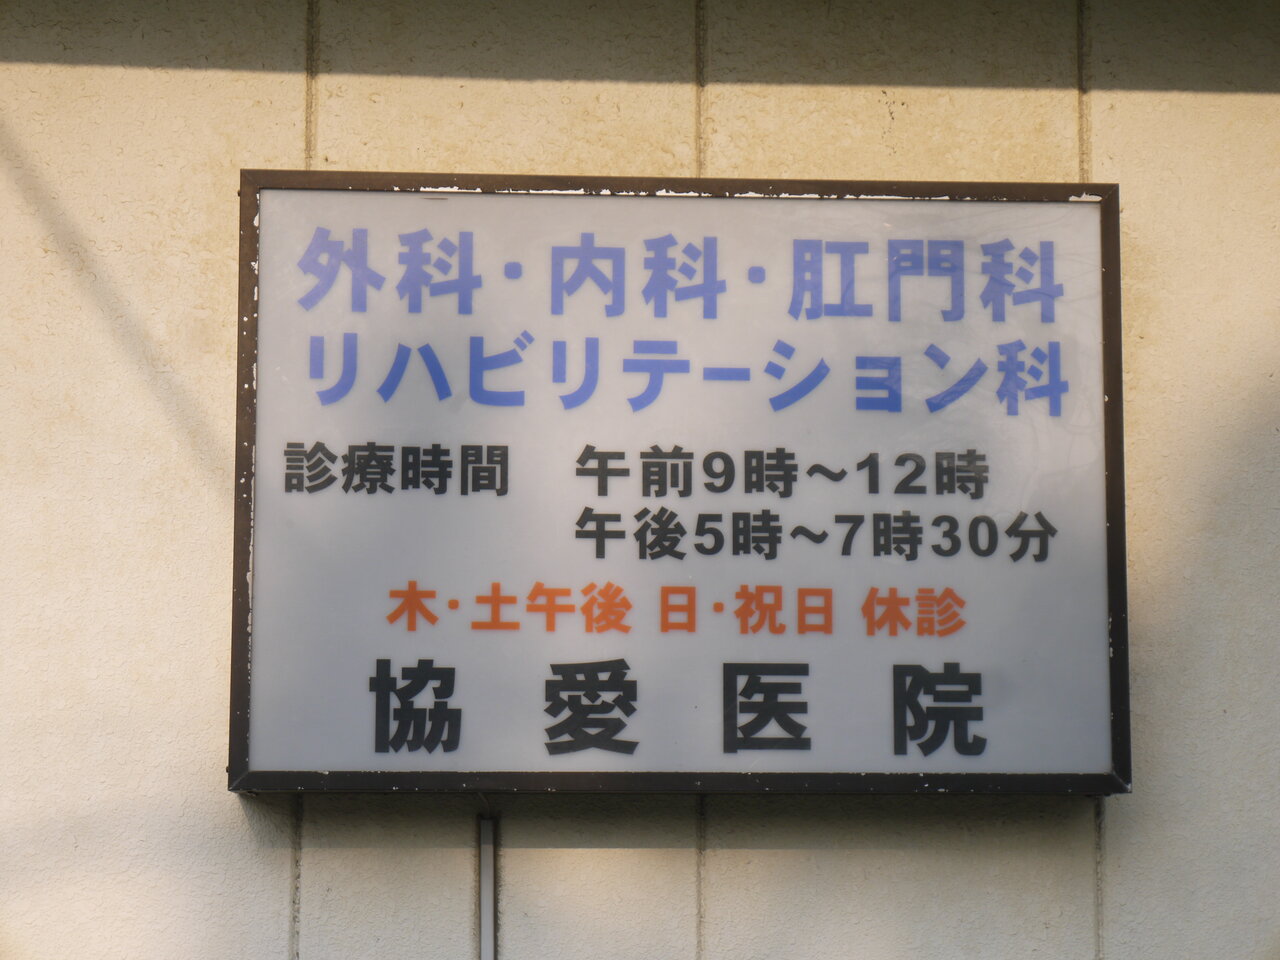 外科・内科・肛門科
リハビリテーション科
診療時間　午前9時〜12時
午後5時〜7時30分
木・土午後 日・祝日 休診
協愛医院